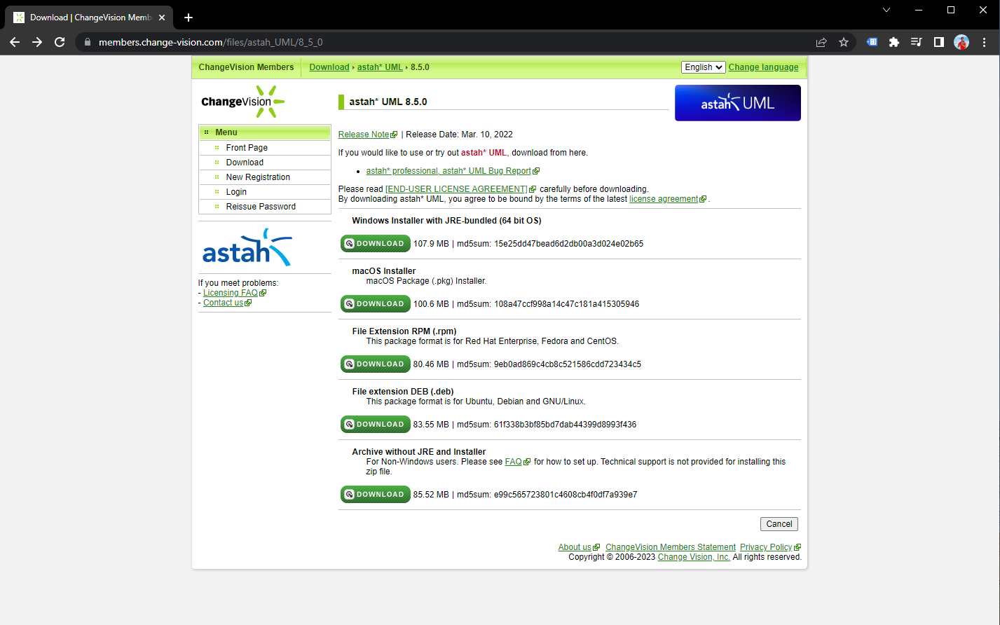 Download | ChangeVision Memb
members.change-vision.com/files/astah_UML/8_5_0
ChangeVision Members
Download › astah* UML › 8.5.0
English
Change language
ChangeVision
astah* UML 8.5.0
astah UML
Menu
Front Page
Download
New Registration
Login
Reissue Password
astah
If you meet problems:
- Licensing FAQ
- Contact us
Release Note | Release Date: Mar. 10, 2022
If you would like to use or try out astah* UML, download from here.
• astah* professional, astah* UML Bug Report
Please read [END-USER LICENSE AGREEMENT] carefully before downloading.
By downloading astah* UML, you agree to be bound by the terms of the latest license agreement .
Windows Installer with JRE-bundled (64 bit OS)
DOWNLOAD 107.9 MB | md5sum: 15e25dd47bead6d2db00a3d024e02b65
macOS Installer
macOS Package (.pkg) Installer.
DOWNLOAD 100.6 MB | md5sum: 108a47ccf998a14c47c181a415305946
File Extension RPM (.rpm)
This package format is for Red Hat Enterprise, Fedora and CentOS.
DOWNLOAD 80.46 MB | md5sum: 9eb0ad869c4cb8c521586cdd723434c5
File extension DEB (.deb)
This package format is for Ubuntu, Debian and GNU/Linux.
DOWNLOAD 83.55 MB | md5sum: 61f338b3bf85bd7dab44399d8993f436
Archive without JRE and Installer
For Non-Windows users. Please see FAQ for how to set up. Technical support is not provided for installing this
zip file.
DOWNLOAD 85.52 MB | md5sum: e99c565723801c4608cb4f0df7a939e7
Cancel
About us ChangeVision Members Statement Privacy Policy
Copyright © 2006-2023 Change Vision, Inc. All rights reserved.